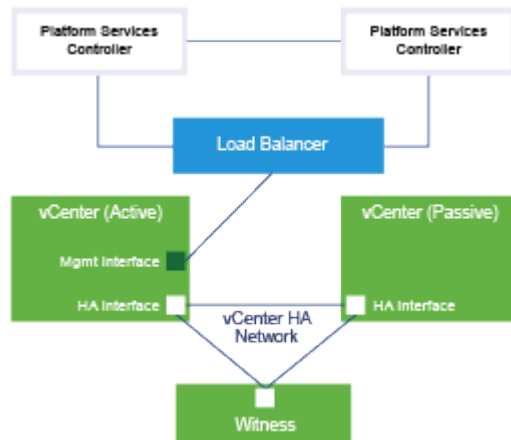 Platform Services
Controller
Platform Services
Controller
Load Balancer
vCenter (Active)
vCenter (Passive)
Mgmt Interface
HA Interface
HA Interface
vCenter HA
Network
Witness